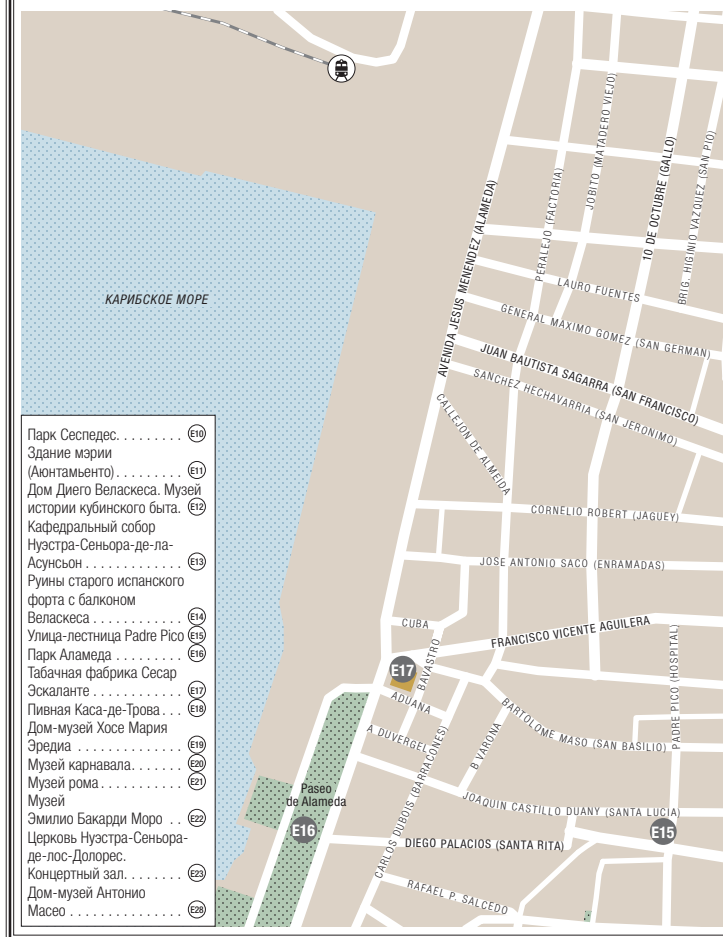 JOBITO (MATADERO VIEJO)
PERALEJO (FACTORIA)
10 DE OCTUBRE (GALLO)
BRIG. HIGINIO VAZQUEZ (SAN PIO)
AVENIDA JESUS MENENDEZ (ALAMEDA)
LAURO FUENTES
КАРИБСКОЕ МОРЕ
GENERAL MAXIMO GOMEZ (SAN GERMAN)
JUAN BAUTISTA SAGARRA (SAN FRANCISCO)
SANCHEZ HECHAVARRIA (SAN JERONIMO)
CALLEJON DE ALMEIDA
CORNELIO ROBERT (JAGUEY)
JOSE ANTONIO SACO (ENRAMADAS)
CUBA
FRANCISCO VICENTE AGUILERA
PADRE PICO (HOSPITAL)
E17
BAVASTRO
ADUANA
BARTOLOME MASO (SAN BASILIO)
A DUVERGEL
B VARONA
CARLOS DUBOIS (BARRACONES)
JOAQUIN CASTILLO DUANY (SANTA LUCIA)
Paseo
de Alameda
E16
E15
DIEGO PALACIOS (SANTA RITA)
RAFAEL P. SALCEDO
Парк Сеспедес. . . . . . . . . E10
Здание мэрии
(Аюнтамьенто) . . . . . . . . . E11
Дом Диего Веласкеса. Музей
истории кубинского быта. E12
Кафедральный собор
Нуэстра-Сеньора-де-ла-
Асунсьон . . . . . . . . . . . . . E13
Руины старого испанского
форта с балконом
Веласкеса . . . . . . . . . . . . E14
Улица-лестница Padre Pico E15
Парк Аламеда . . . . . . . . . E16
Табачная фабрика Сесар
Эскаланте . . . . . . . . . . . . E17
Пивная Каса-де-Трова . . . E18
Дом-музей Хосе Мария
Эредиа . . . . . . . . . . . . . . E19
Музей карнавала. . . . . . . E20
Музей рома. . . . . . . . . . . E21
Музей
Эмилио Бакарди Моро . . E22
Церковь Нуэстра-Сеньора-
де-лос-Долорес.
Концертный зал. . . . . . . . E23
Дом-музей Антонио
Масео . . . . . . . . . . . . . . . E28